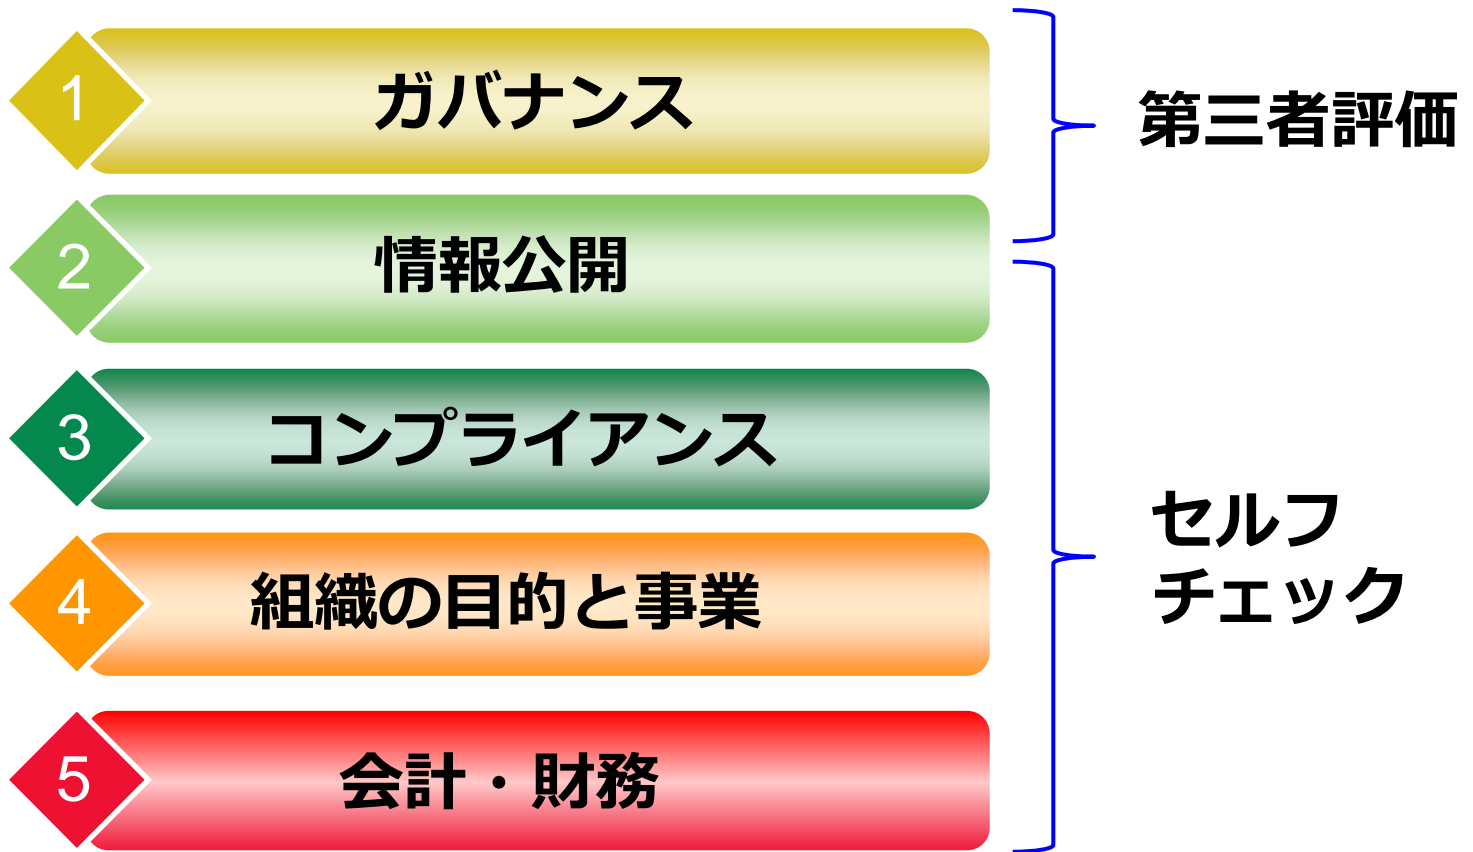 1
ガバナンス
第三者評価
2
情報公開
3
コンプライアンス
セルフ
チェック
4
組織の目的と事業
5
会計・財務